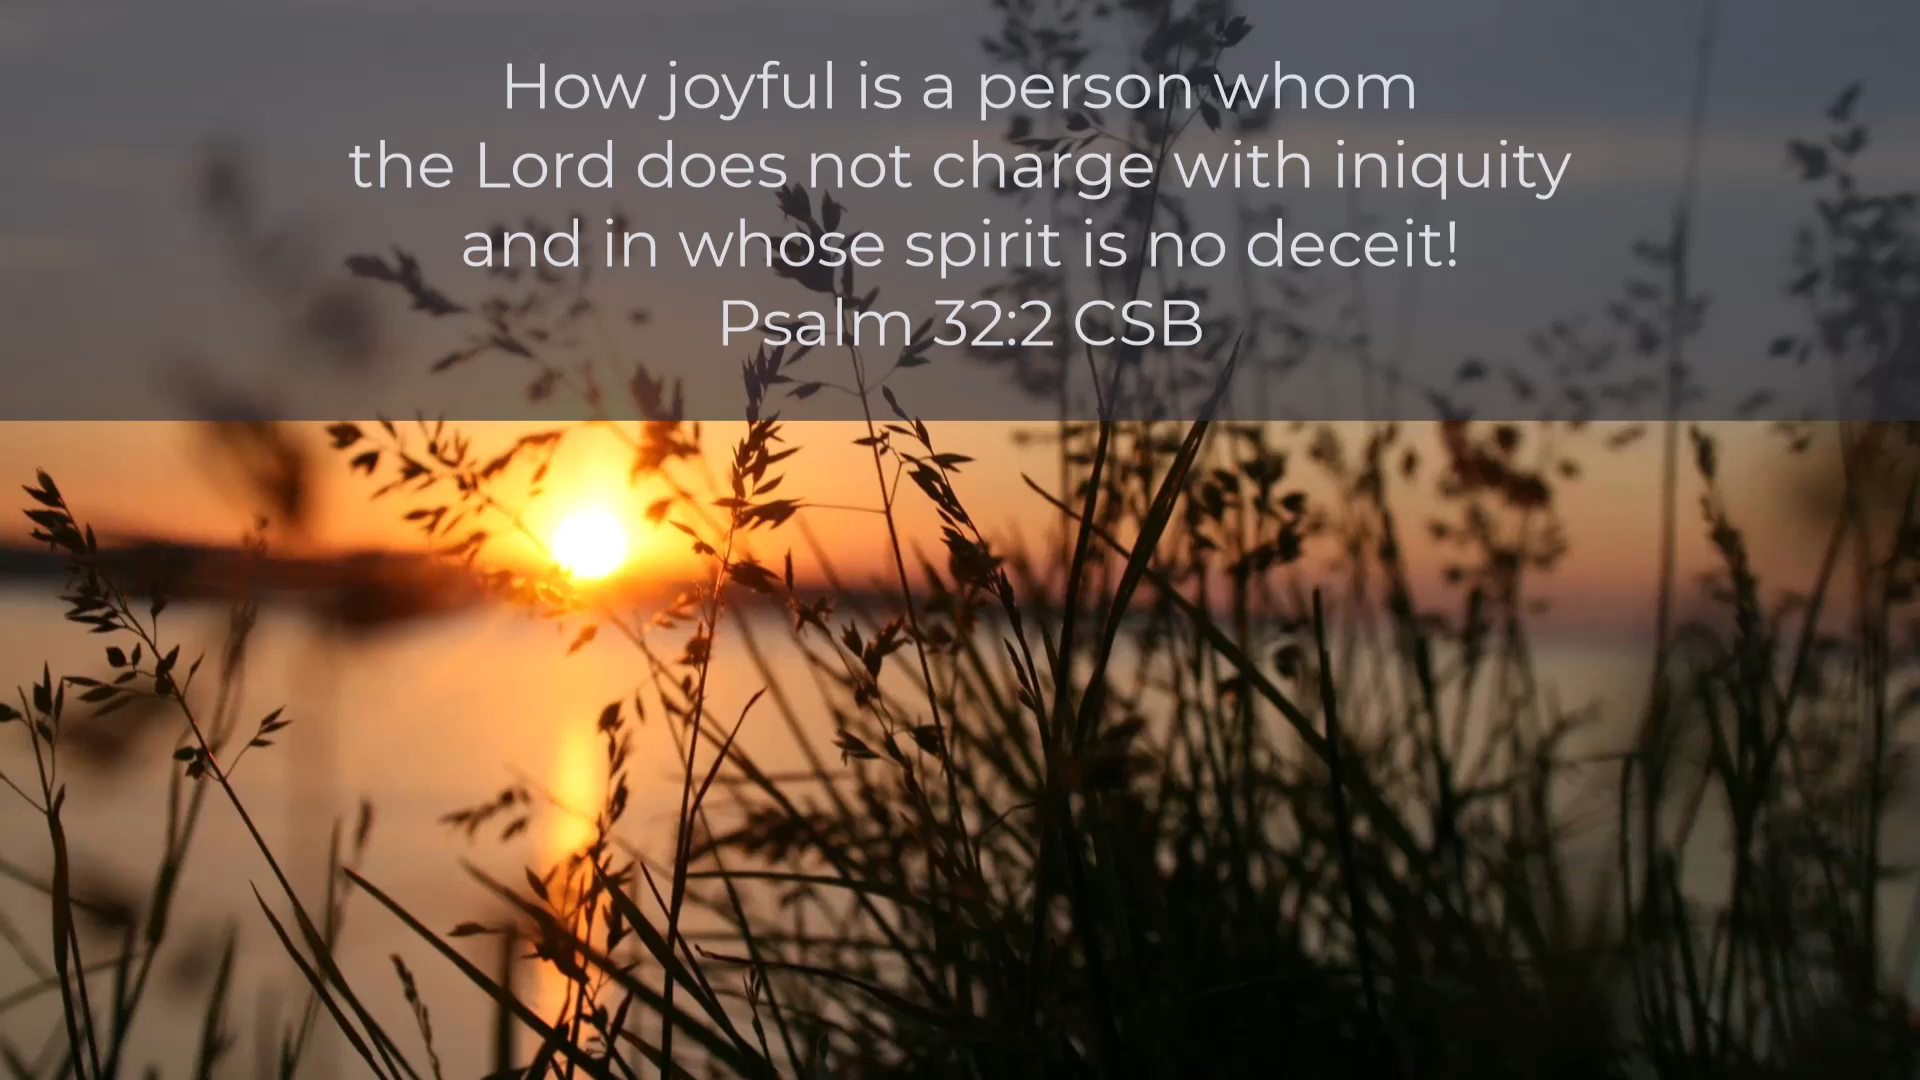 How joyful is a person whom
the Lord does not charge with iniquity
and in whose spirit is no deceit!
Psalm 32:2 CSB